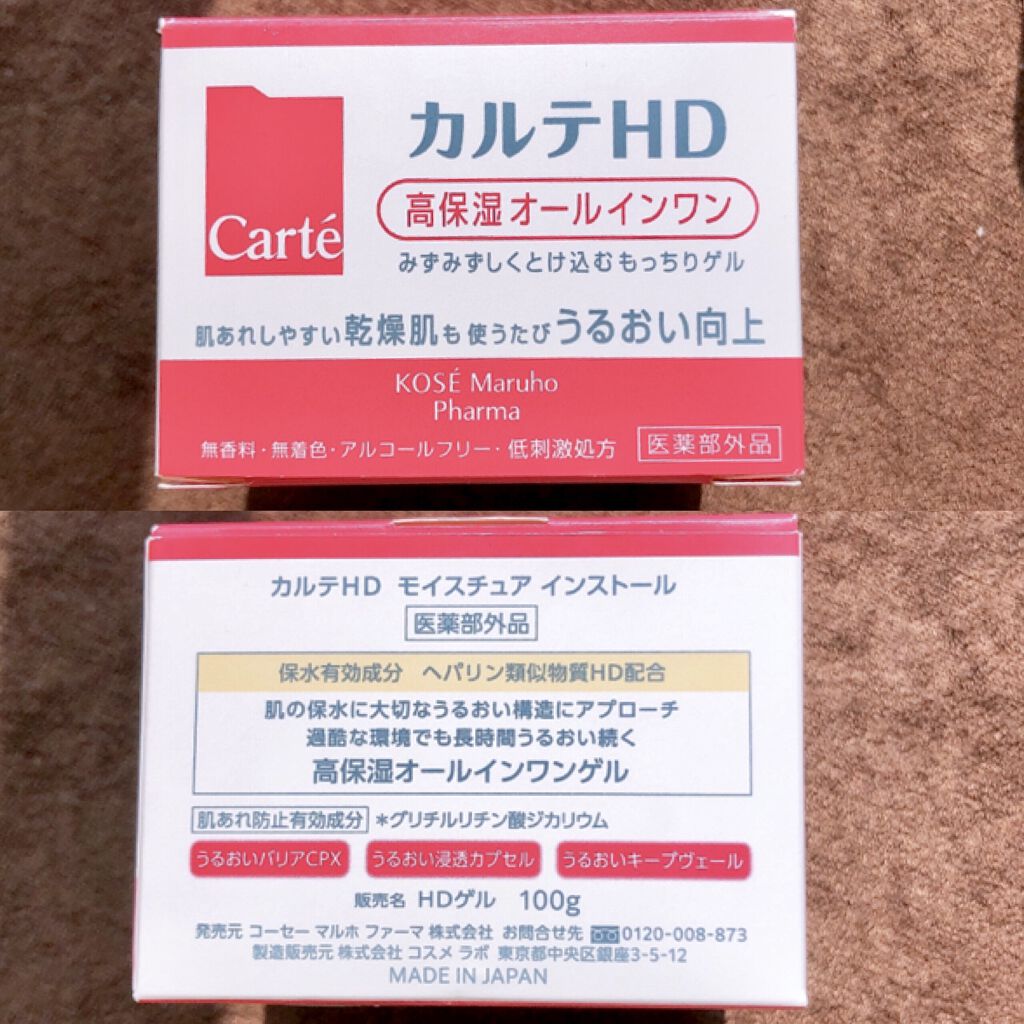 カルテHD
Carté
高保湿オールインワン
みずみずしくとけ込むもっちりゲル
肌あれしやすい乾燥肌も 使うたびうるおい向上
KOSÉ Maruho
Pharma
無香料・無着色・アルコールフリー・低刺激処方 医薬部外品
カルテHD モイスチュア インストール
医薬部外品
保水有効成分 ヘパリン類似物質HD配合
肌の保水に大切なうるおい構造にアプローチ
過酷な環境でも長時間うるおい続く
高保湿オールインワンゲル
肌あれ防止有効成分 *グリチルリチン酸ジカリウム
うるおいバリアCPX うるおい浸透カプセル うるおいキープヴェール
販売名 HDゲル 100g
発売元 コーセー マルホ ファーマ 株式会社 お問合せ先 0120-008-873
製造販売元 株式会社 コスメ ラボ 東京都中央区銀座3-5-12
MADE IN JAPAN